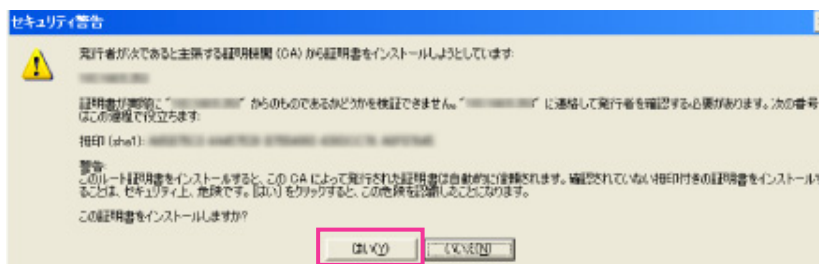 セキュリティ警告
発行者が次であると主張する証明機関 (CA) から証明書をインストールしようとしています:
証明書が実際に "" からのものであるかどうかを検証できません。"" に連絡して発行者を確認する必要があります。次の番号
はこの過程で役立ちます:
拇印 (sha1):
警告:
このルート証明書をインストールすると、この CA によって発行された証明書は自動的に信頼されます。確認されていない拇印付きの証明書をインストールす
ることは、セキュリティ上、危険です。[はい] をクリックすると、この危険を認識したことになります。
この証明書をインストールしますか?
はい(Y) いいえ(N)